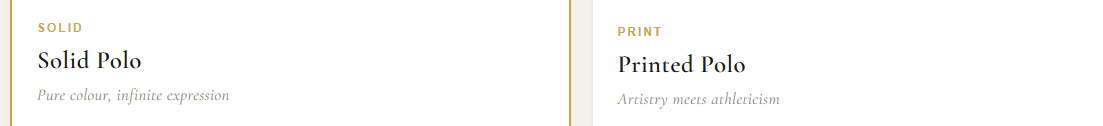 SOLID
Solid Polo
Pure colour, infinite expression
PRINT
Printed Polo
Artistry meets athleticism